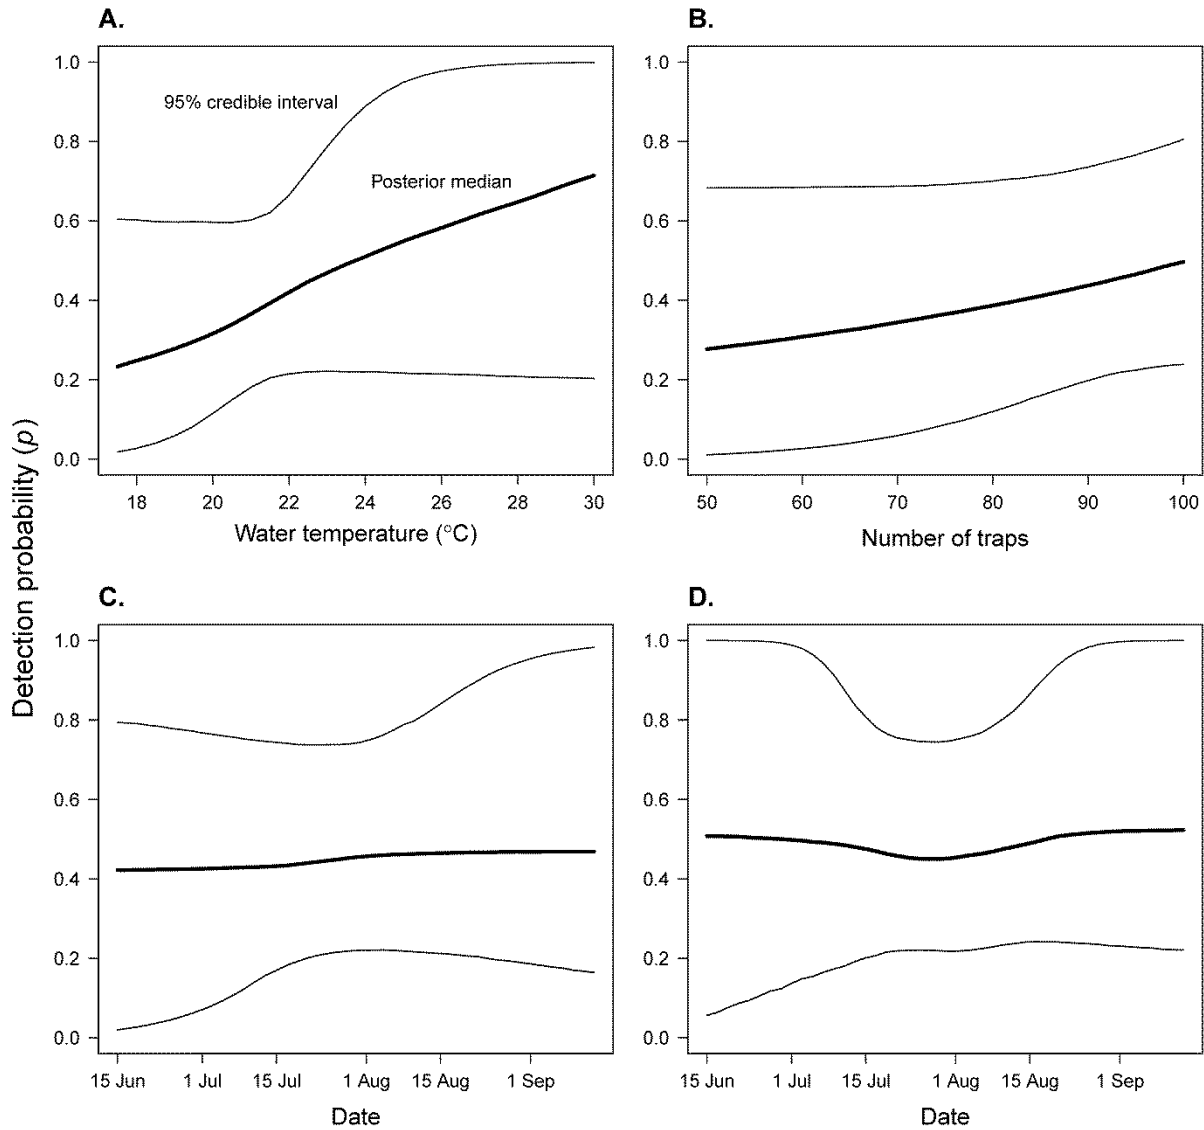 A.
1.0
0.8
0.6
0.4
0.2
0.0
95% credible interval
Posterior median
18 20 22 24 26 28 30
Water temperature (°C)
B.
1.0
0.8
0.6
0.4
0.2
0.0
50 60 70 80 90 100
Number of traps
Detection probability (p)
C.
1.0
0.8
0.6
0.4
0.2
0.0
15 Jun 1 Jul 15 Jul 1 Aug 15 Aug 1 Sep
Date
D.
1.0
0.8
0.6
0.4
0.2
0.0
15 Jun 1 Jul 15 Jul 1 Aug 15 Aug 1 Sep
Date